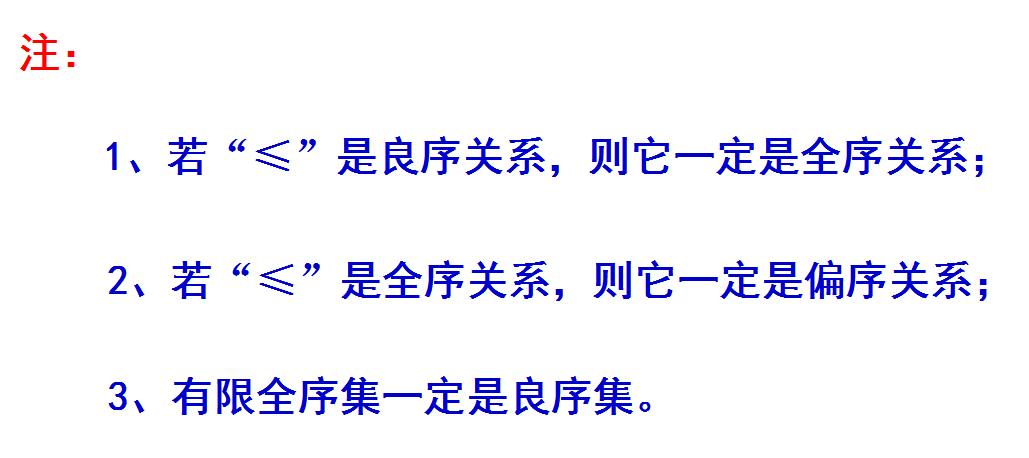 注：
1、若“≤”是良序关系，则它一定是全序关系；
2、若“≤”是全序关系，则它一定是偏序关系；
3、有限全序集一定是良序集。